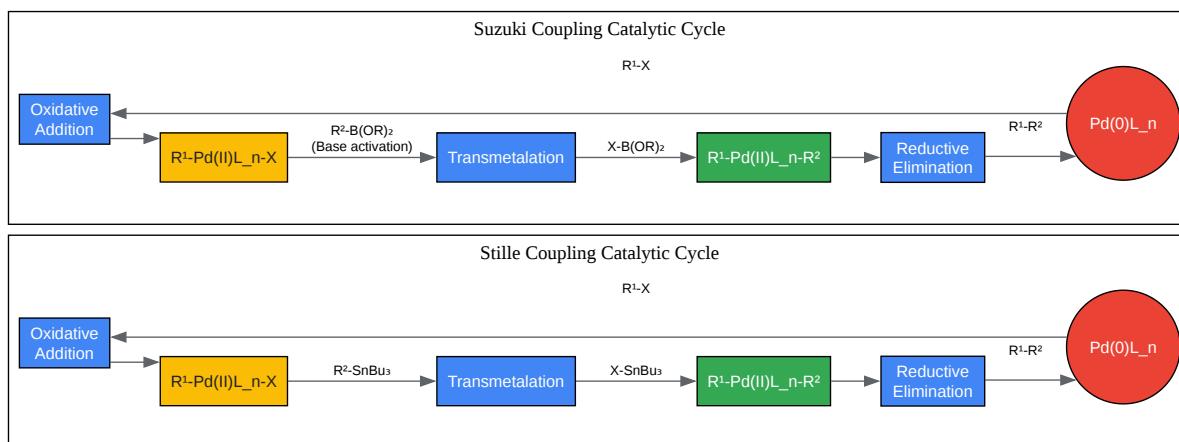 Suzuki Coupling Catalytic Cycle
R¹-X
Oxidative
Addition
R¹-Pd(II)L_n-X
R²-B(OR)₂
(Base activation)
Transmetalation
X-B(OR)₂
R¹-Pd(II)L_n-R²
Reductive
Elimination
R¹-R²
Pd(0)L_n
Stille Coupling Catalytic Cycle
R¹-X
Oxidative
Addition
R¹-Pd(II)L_n-X
R²-SnBu₃
Transmetalation
X-SnBu₃
R¹-Pd(II)L_n-R²
Reductive
Elimination
R¹-R²
Pd(0)L_n